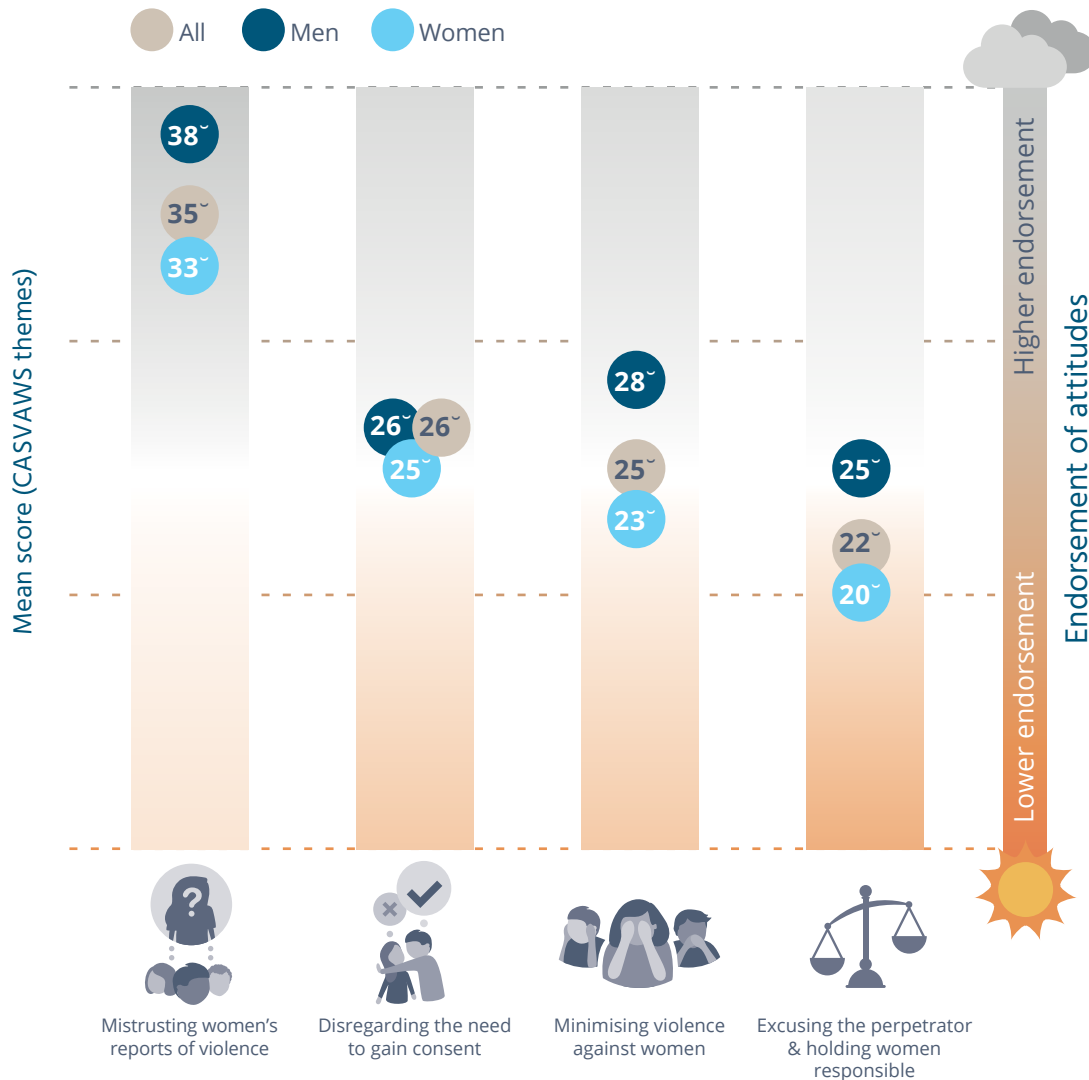 All
Men
Women
Mean score (CASVAWS themes)
38˘
35˘
33˘
26˘
26˘
25˘
28˘
25˘
23˘
25˘
22˘
20˘
Higher endorsement
Lower endorsement
Endorsement of attitudes
?
Mistrusting women’s
reports of violence
Disregarding the need
to gain consent
Minimising violence
against women
Excusing the perpetrator
& holding women
responsible